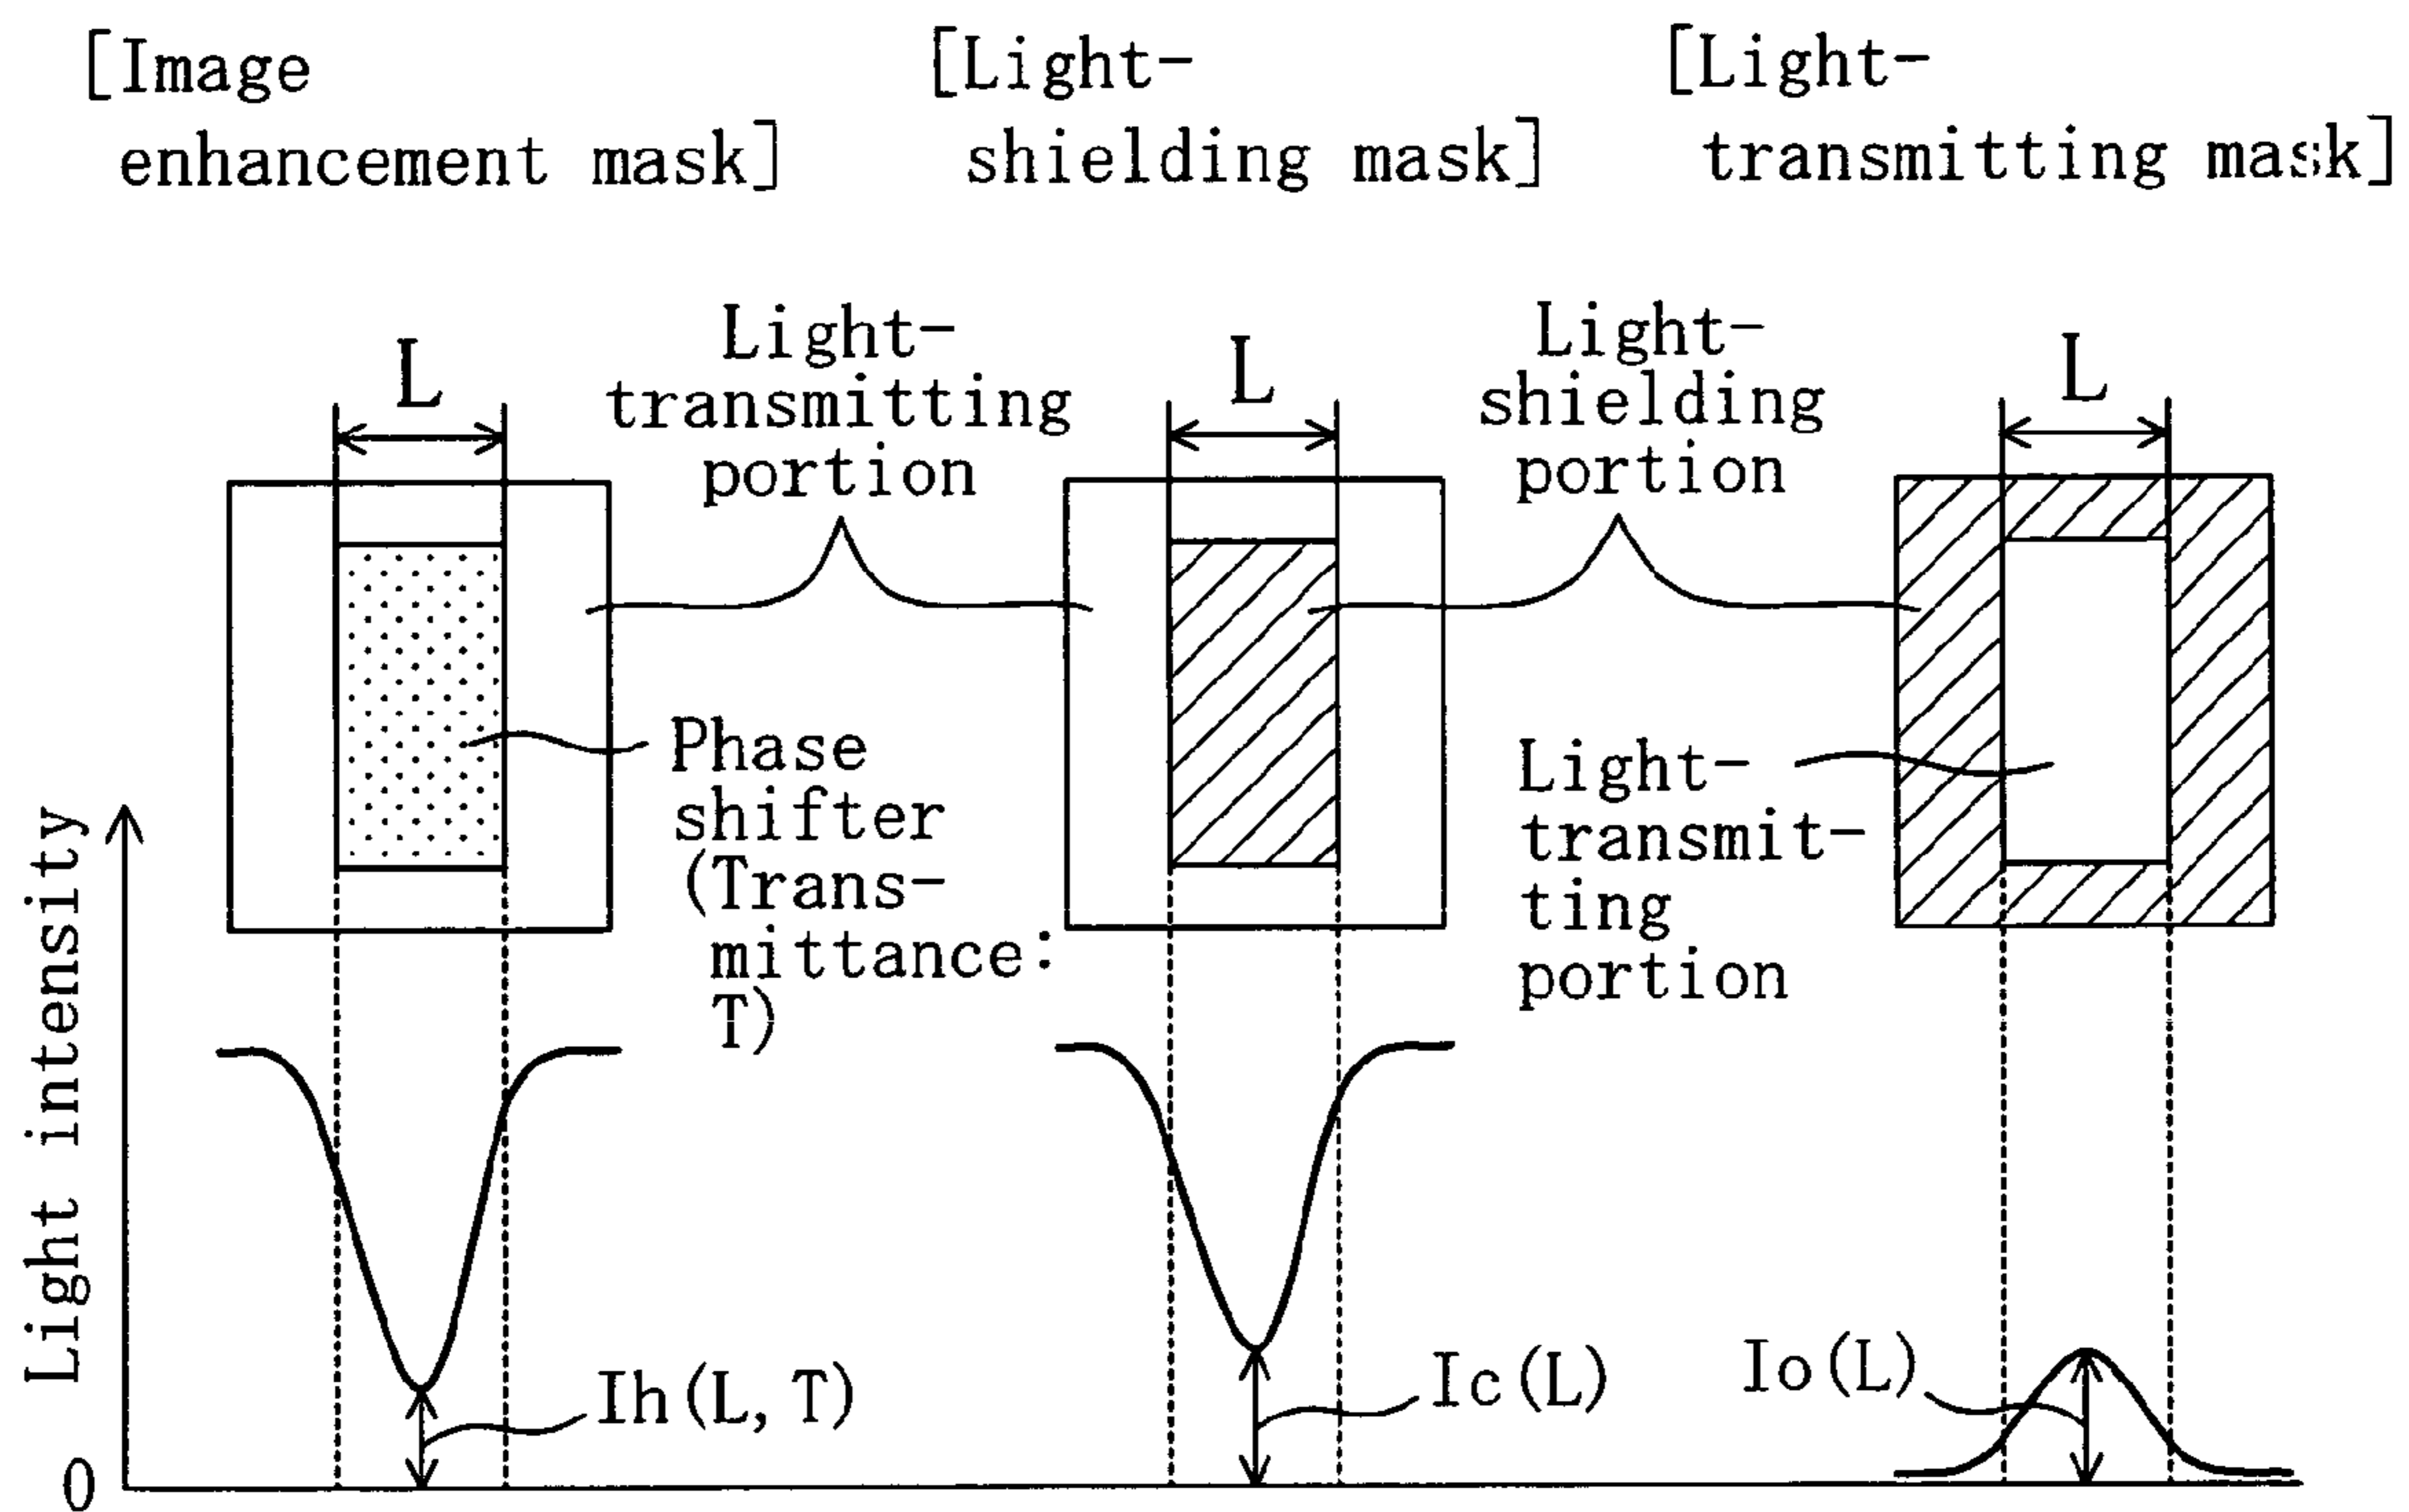 [Image
enhancement mask]
[Light-
shielding mask]
[Light-
transmitting mask]
L
Light-
transmitting
portion
L
Light-
shielding
portion
L
Phase
shifter
(Trans-
mittance:
T)
Light-
transmit-
ting
portion
Light intensity
0
Ih(L, T)
Ic(L)
Io(L)